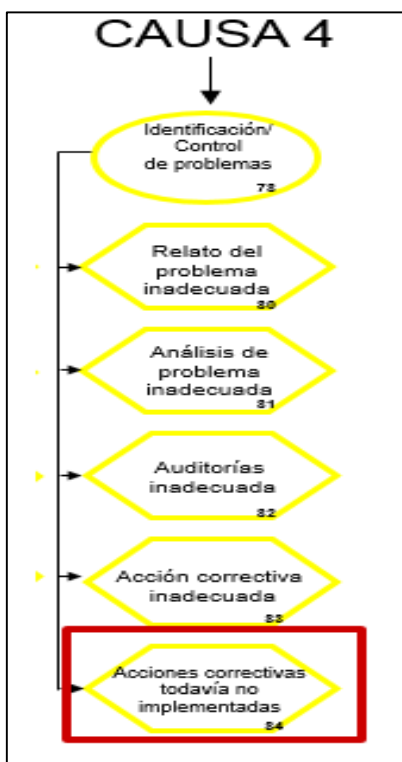 CAUSA 4
Identificación/
Control
de problemas
78
Relato del
problema
inadecuada
80
Análisis de
problema
inadecuada
81
Auditorías
inadecuada
82
Acción correctiva
inadecuada
83
Acciones correctivas
todavía no
implementadas
84